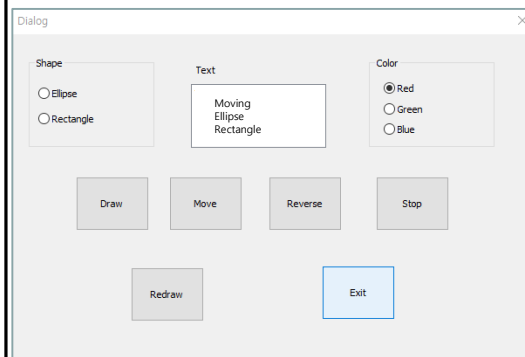 Dialog
Shape
Text
Color
Ellipse
Rectangle
Moving
Ellipse
Rectangle
Red
Green
Blue
Draw
Move
Reverse
Stop
Redraw
Exit